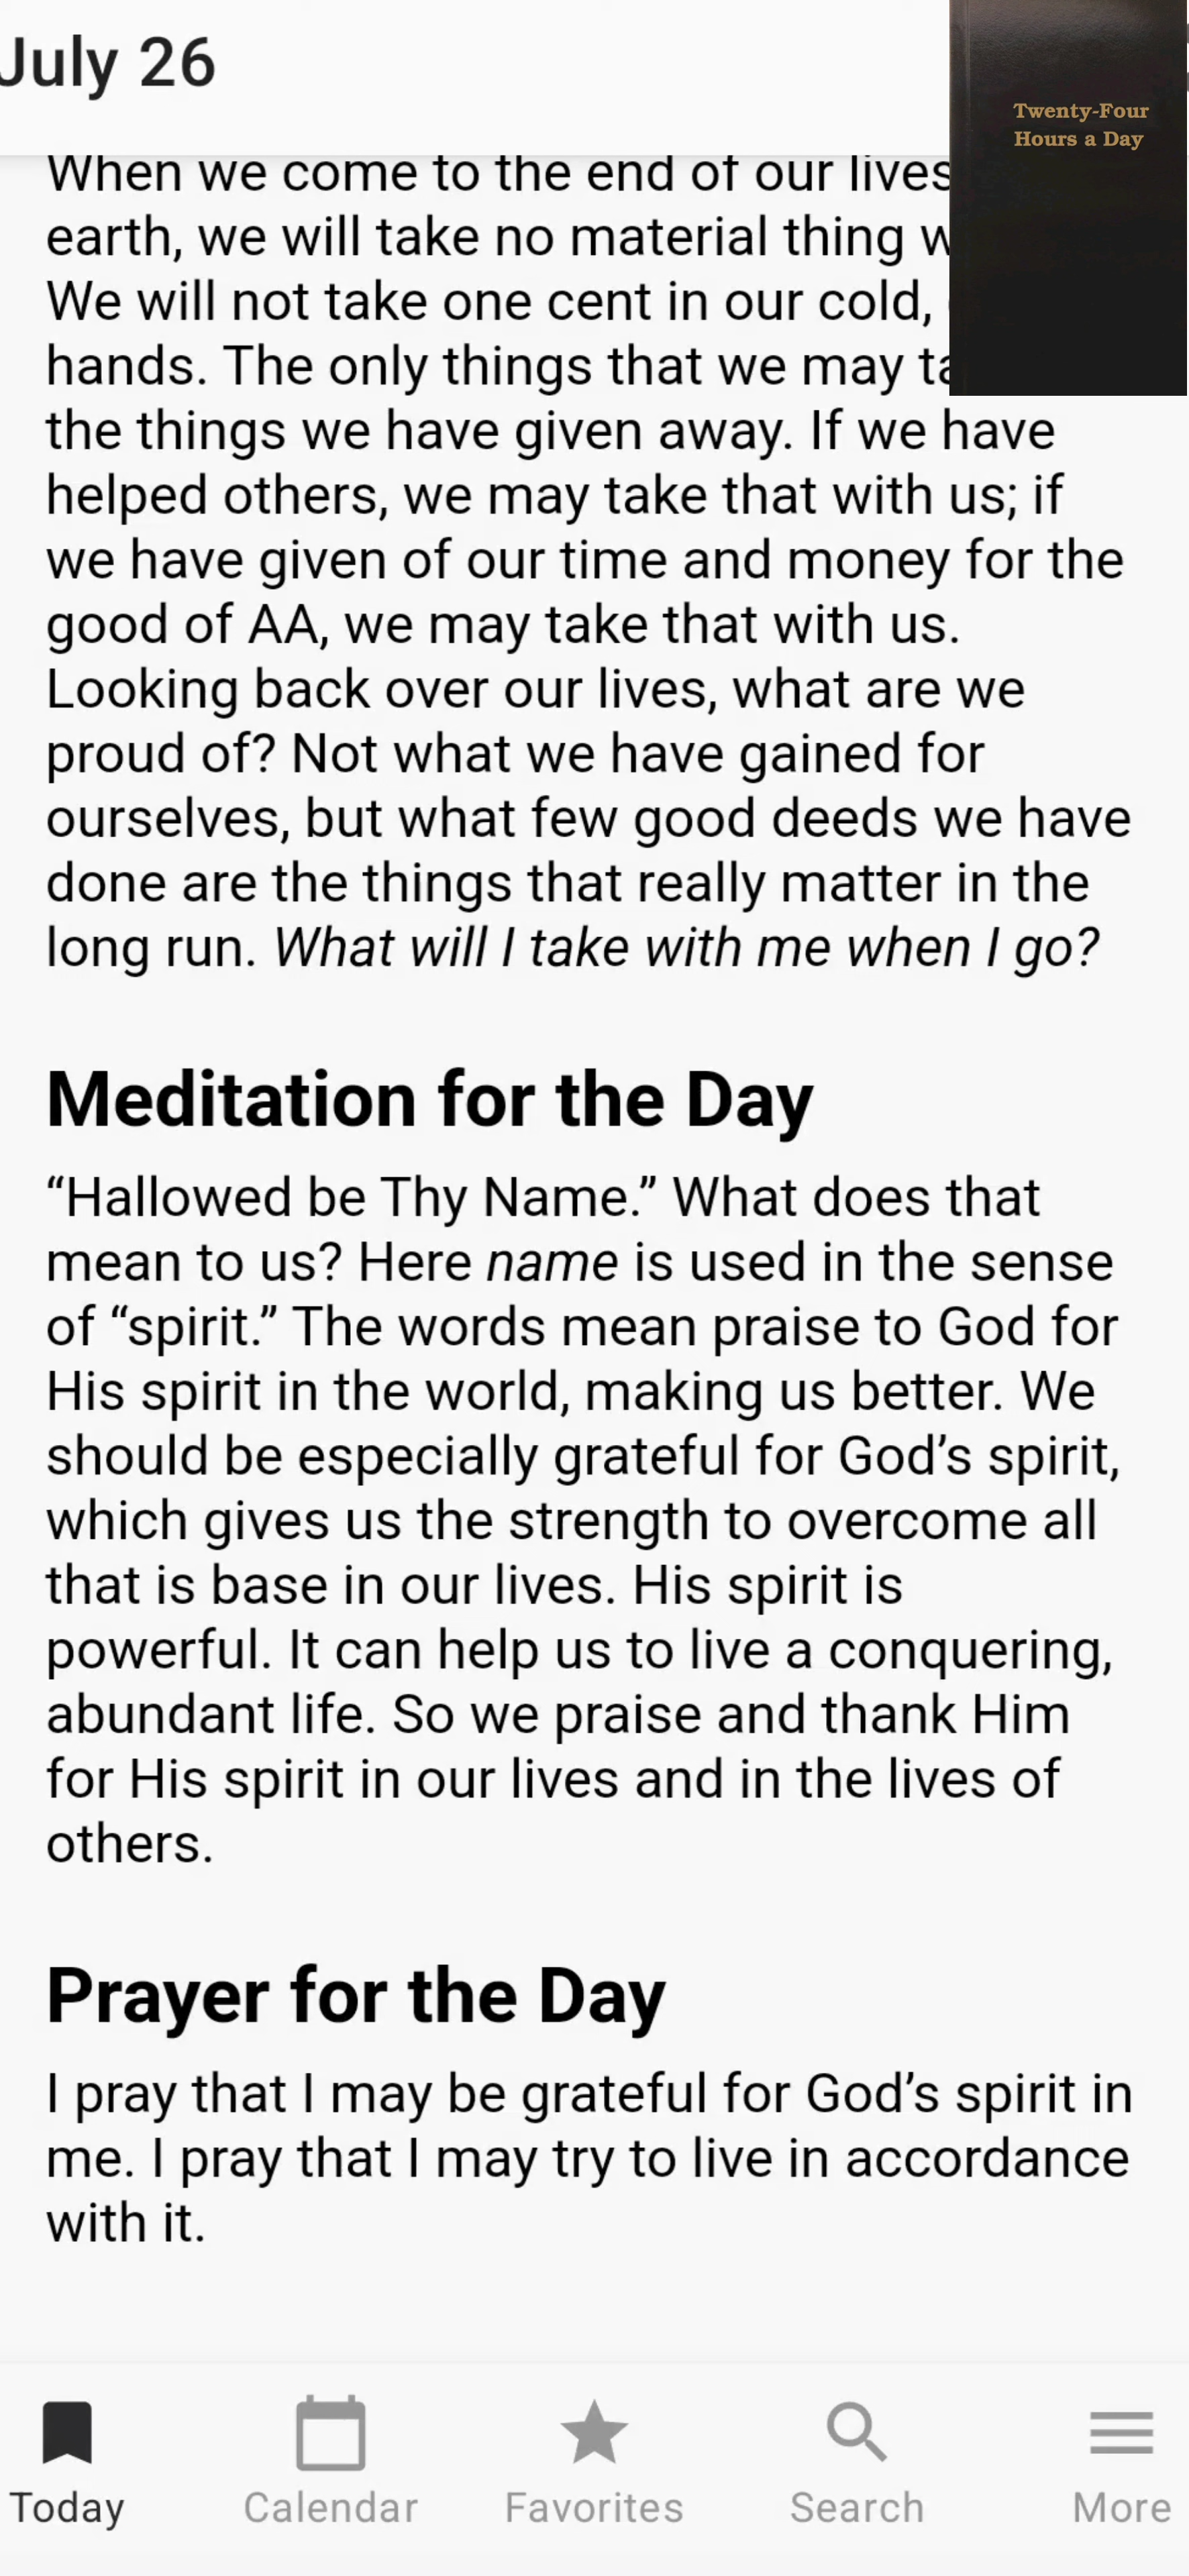 July 26
Twenty-Four
Hours a Day
When we come to the end of our lives
earth, we will take no material thing
We will not take one cent in our cold,
hands. The only things that we may
the things we have given away. If we have
helped others, we may take that with us; if
we have given of our time and money for the
good of AA, we may take that with us.
Looking back over our lives, what are we
proud of? Not what we have gained for
ourselves, but what few good deeds we have
done are the things that really matter in the
long run. What will I take with me when I go?
Meditation for the Day
“Hallowed be Thy Name.” What does that
mean to us? Here name is used in the sense
of “spirit.” The words mean praise to God for
His spirit in the world, making us better. We
should be especially grateful for God’s spirit,
which gives us the strength to overcome all
that is base in our lives. His spirit is
powerful. It can help us to live a conquering,
abundant life. So we praise and thank Him
for His spirit in our lives and in the lives of
others.
Prayer for the Day
I pray that I may be grateful for God’s spirit in
me. I pray that I may try to live in accordance
with it.
Today
Calendar
Favorites
Search
More